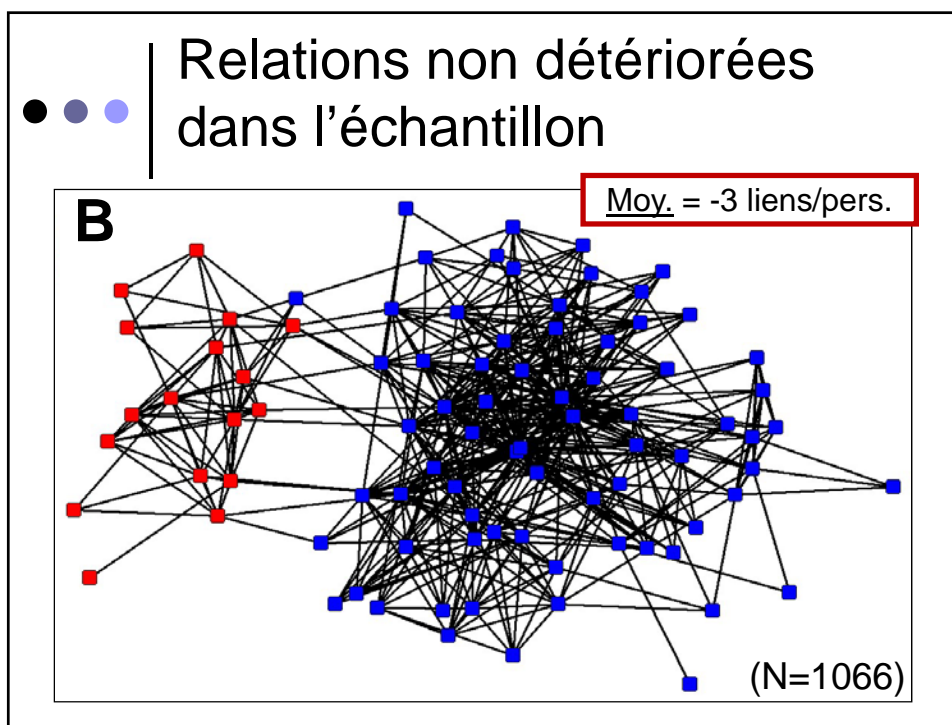 Relations non détériorées
dans l'échantillon
Moy. = -3 liens/pers.
B
(N=1066)